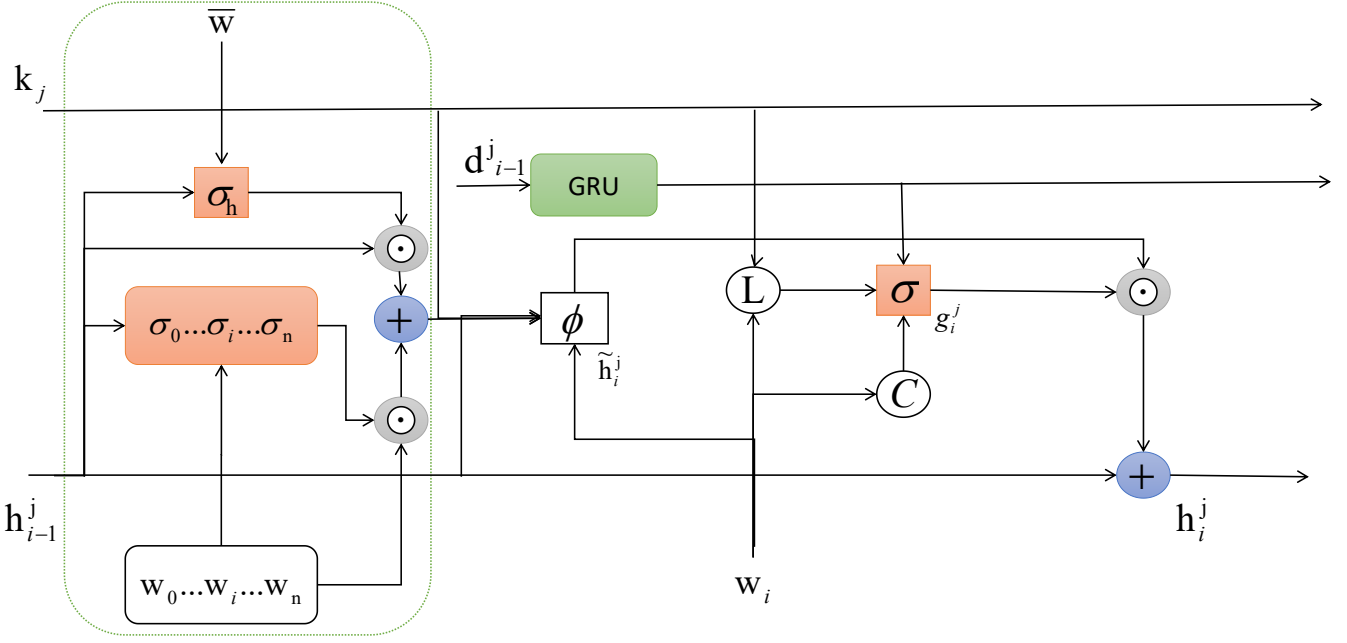 w̅
k_j
d^j_{i−1}
GRU
σ_h
⊙
L
σ
⊙
σ_0...σ_i...σ_n
+
ϕ
g_i^j
h̃_i^j
C
⊙
+
h^j_{i−1}
h_i^j
w_0...w_i...w_n
w_i